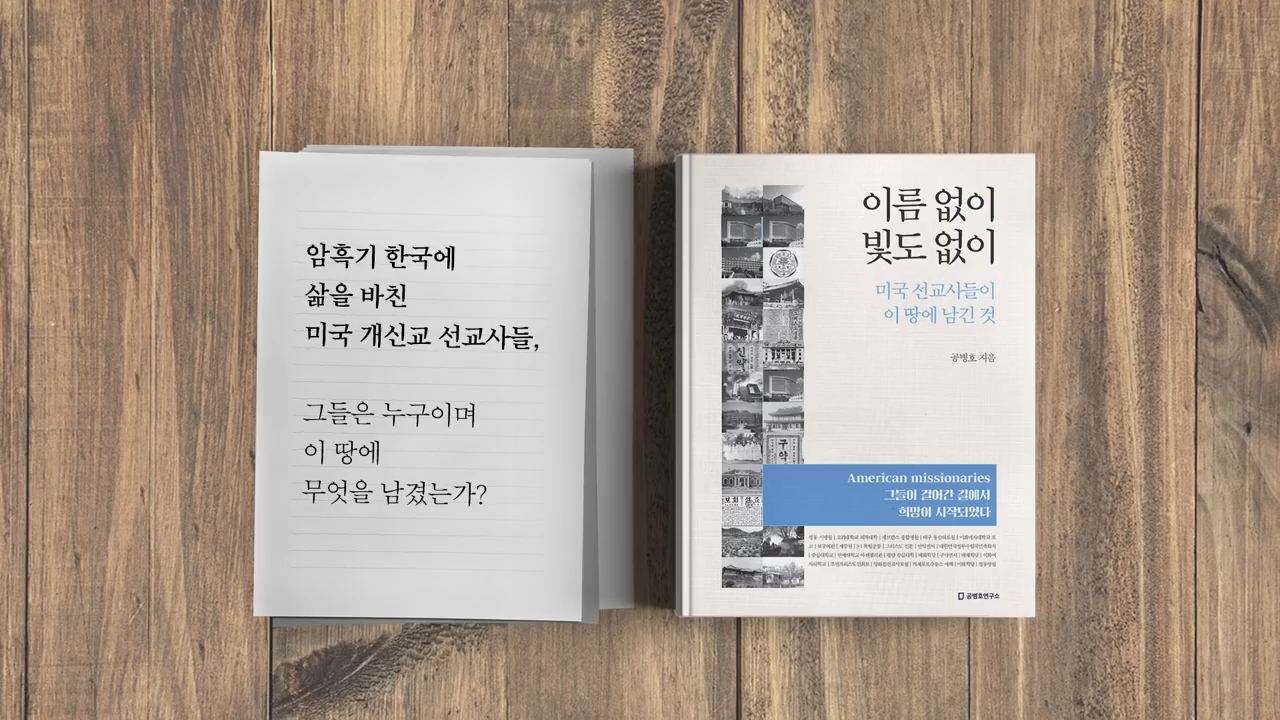 암흑기 한국에
삶을 바친
미국 개신교 선교사들,
그들은 누구이며
이 땅에
무엇을 남겼는가?
이름 없이
빛도 없이
미국 선교사들이
이 땅에 남긴 것
공병호 지음
신약
구약
American missionaries
그들이 걸어간 길에서
희망이 시작되었다
공병호연구소